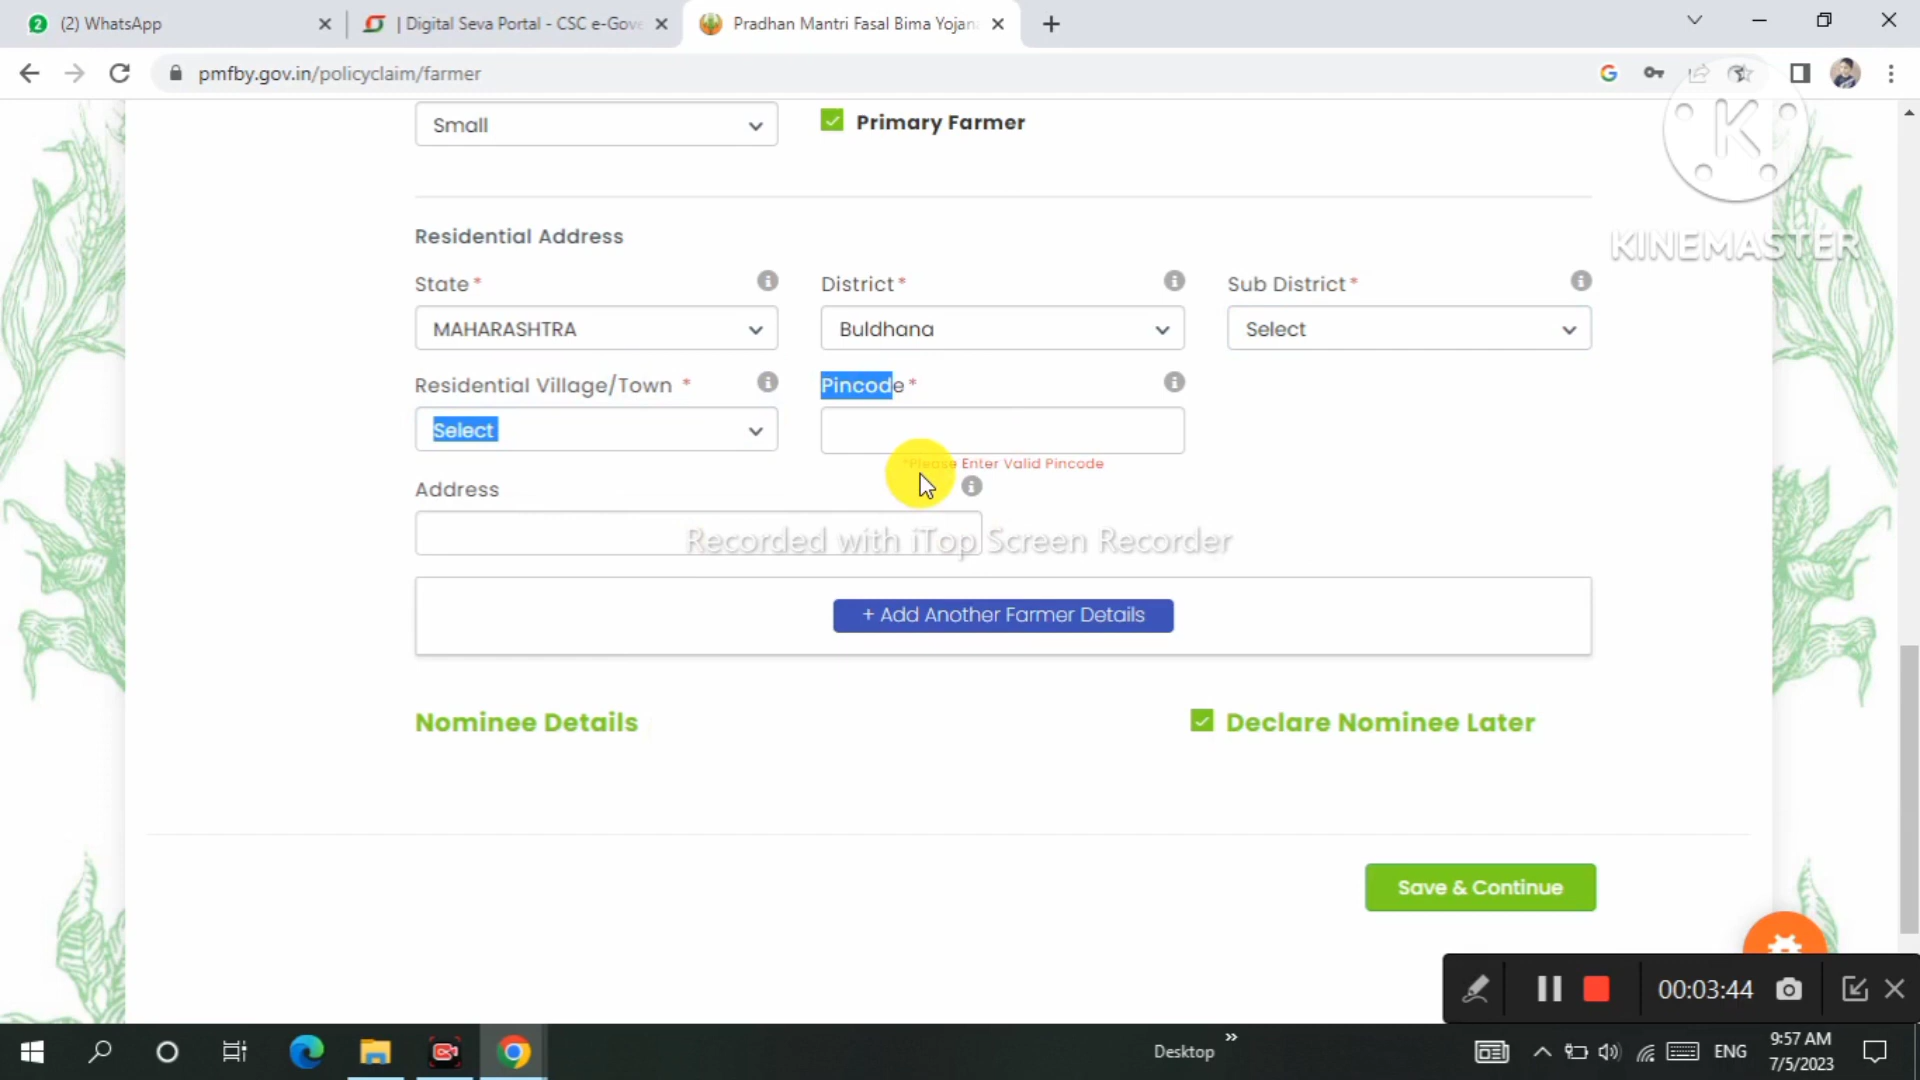 (2) WhatsApp
| Digital Seva Portal - CSC e-Gove
Pradhan Mantri Fasal Bima Yojan
pmfby.gov.in/policyclaim/farmer
Small
Primary Farmer
KINEMASTER
Residential Address
State * District * Sub District *
MAHARASHTRA Buldhana Select
Residential Village/Town * Pincode *
Select
*Please Enter Valid Pincode
Address
Recorded with iTop Screen Recorder
+ Add Another Farmer Details
Nominee Details Declare Nominee Later
Save & Continue
00:03:44
Desktop
ENG
9:57 AM
7/5/2023